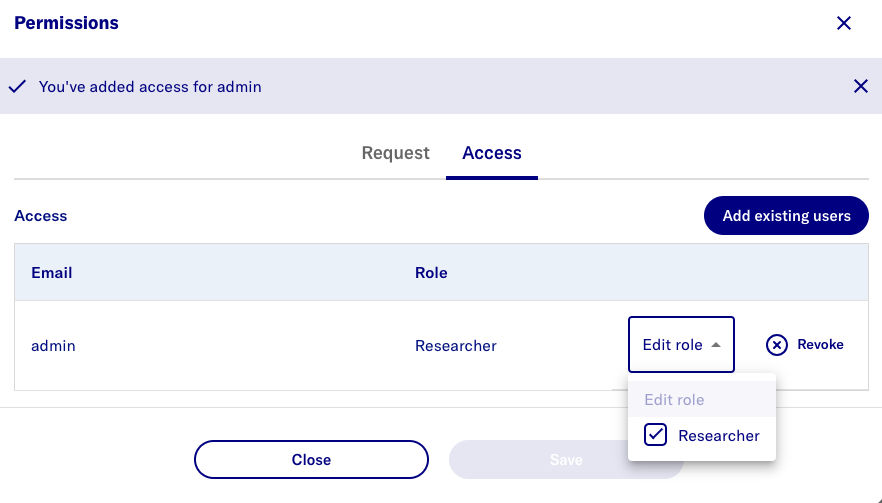 Permissions
You've added access for admin
Request Access
Access Add existing users
Email Role
admin Researcher Edit role Revoke
Edit role
Researcher
Close Save